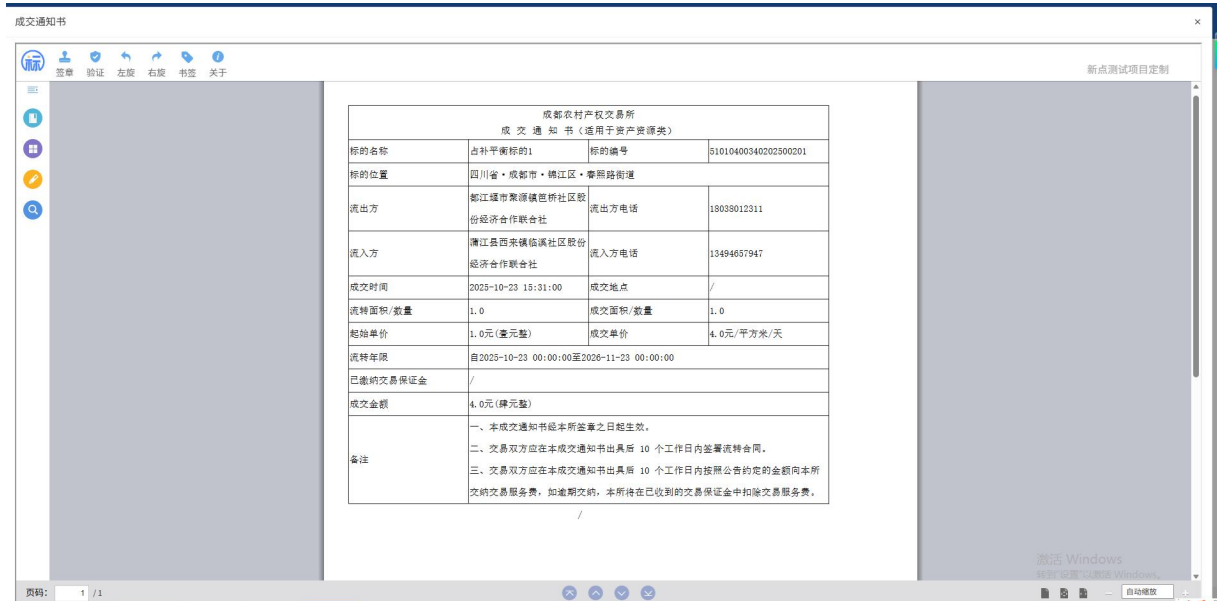 成交通知书
×
标
签章 验证 左旋 右旋 书签 关于
新点测试项目定制
成都农村产权交易所
成 交 通 知 书（适用于资产资源类）
标的名称 占补平衡标的1 标的编号 51010400340202500201
标的位置 四川省·成都市·锦江区·春熙路街道
流出方 都江堰市聚源镇笆桥社区股
份经济合作联合社 流出方电话 18038012311
流入方 蒲江县西来镇临溪社区股份
经济合作联合社 流入方电话 13494657947
成交时间 2025-10-23 15:31:00 成交地点 /
流转面积/数量 1.0 成交面积/数量 1.0
起始单价 1.0元(壹元整) 成交单价 4.0元/平方米/天
流转年限 自2025-10-23 00:00:00至2026-11-23 00:00:00
已缴纳交易保证金 /
成交金额 4.0元(肆元整)
备注
一、本成交通知书经本所签章之日起生效。
二、交易双方应在本成交通知书出具后 10 个工作日内签署流转合同。
三、交易双方应在本成交通知书出具后 10 个工作日内按照公告约定的金额向本所
交纳交易服务费，如逾期交纳，本所将在已收到的交易保证金中扣除交易服务费。
/
激活 Windows
转到"设置"以激活 Windows。
页码： 1 /1
自动缩放